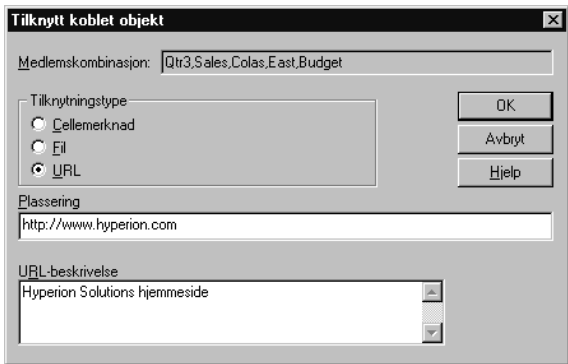 Tilknytt koblet objekt
Medlemskombinasjon: Qtr3,Sales,Colas,East,Budget
Tilknytningstype
Cellemerknad
Fil
URL
OK
Avbryt
Hjelp
Plassering
http://www.hyperion.com
URL-beskrivelse
Hyperion Solutions hjemmeside